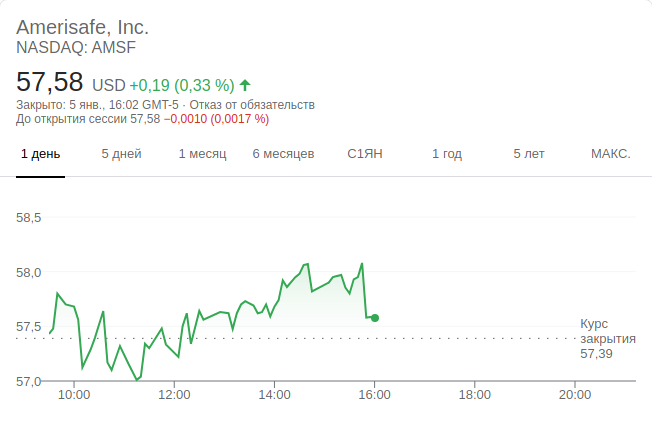 Amerisafe, Inc.
NASDAQ: AMSF
57,58 USD +0,19 (0,33 %)
Закрыто: 5 янв., 16:02 GMT-5 · Отказ от обязательств
До открытия сессии 57,58 −0,0010 (0,0017 %)
1 день 5 дней 1 месяц 6 месяцев С1ЯН 1 год 5 лет МАКС.
58,5
58,0
57,5
Курс
закрытия
57,39
57,0
10:00 12:00 14:00 16:00 18:00 20:00